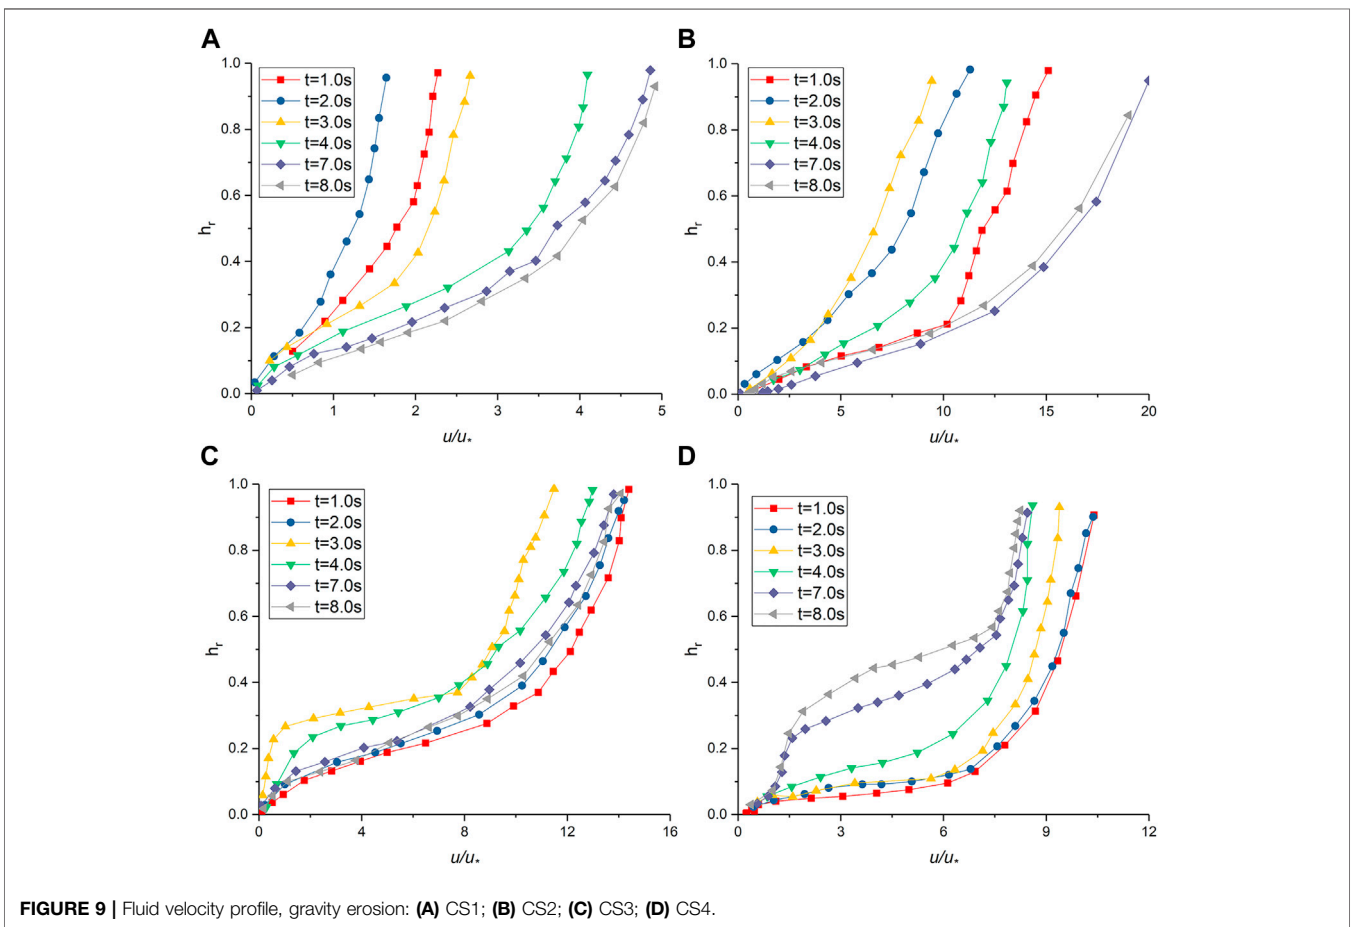 A
1.0
0.8
0.6
0.4
0.2
0.0
hr
t=1.0s
t=2.0s
t=3.0s
t=4.0s
t=7.0s
t=8.0s
0 1 2 3 4 5
u/u*
B
1.0
0.8
0.6
0.4
0.2
0.0
hr
t=1.0s
t=2.0s
t=3.0s
t=4.0s
t=7.0s
t=8.0s
0 5 10 15 20
u/u*
C
1.0
0.8
0.6
0.4
0.2
0.0
hr
t=1.0s
t=2.0s
t=3.0s
t=4.0s
t=7.0s
t=8.0s
0 4 8 12 16
u/u*
D
1.0
0.8
0.6
0.4
0.2
0.0
hr
t=1.0s
t=2.0s
t=3.0s
t=4.0s
t=7.0s
t=8.0s
0 3 6 9 12
u/u*
FIGURE 9 | Fluid velocity profile, gravity erosion: (A) CS1; (B) CS2; (C) CS3; (D) CS4.